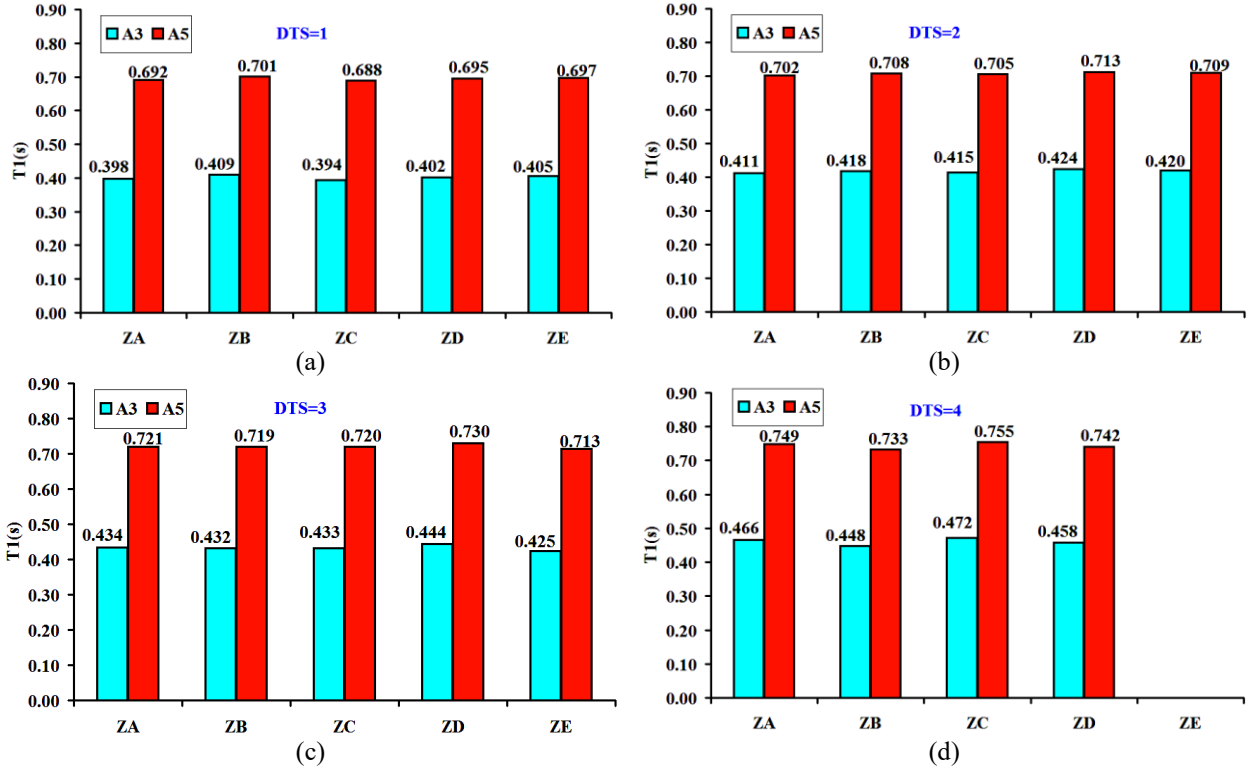 0.90
0.80
0.70
0.60
0.50
0.40
0.30
0.20
0.10
0.00
T1(s)
A3 A5
DTS=1
0.692 0.701 0.688 0.695 0.697
0.398 0.409 0.394 0.402 0.405
ZA ZB ZC ZD ZE
(a)
0.90
0.80
0.70
0.60
0.50
0.40
0.30
0.20
0.10
0.00
T1(s)
A3 A5
DTS=2
0.702 0.708 0.705 0.713 0.709
0.411 0.418 0.415 0.424 0.420
ZA ZB ZC ZD ZE
(b)
0.90
0.80
0.70
0.60
0.50
0.40
0.30
0.20
0.10
0.00
T1(s)
A3 A5
DTS=3
0.721 0.719 0.720 0.730 0.713
0.434 0.432 0.433 0.444 0.425
ZA ZB ZC ZD ZE
(c)
0.90
0.80
0.70
0.60
0.50
0.40
0.30
0.20
0.10
0.00
T1(s)
A3 A5
DTS=4
0.749 0.733 0.755 0.742
0.466 0.448 0.472 0.458
ZA ZB ZC ZD ZE
(d)